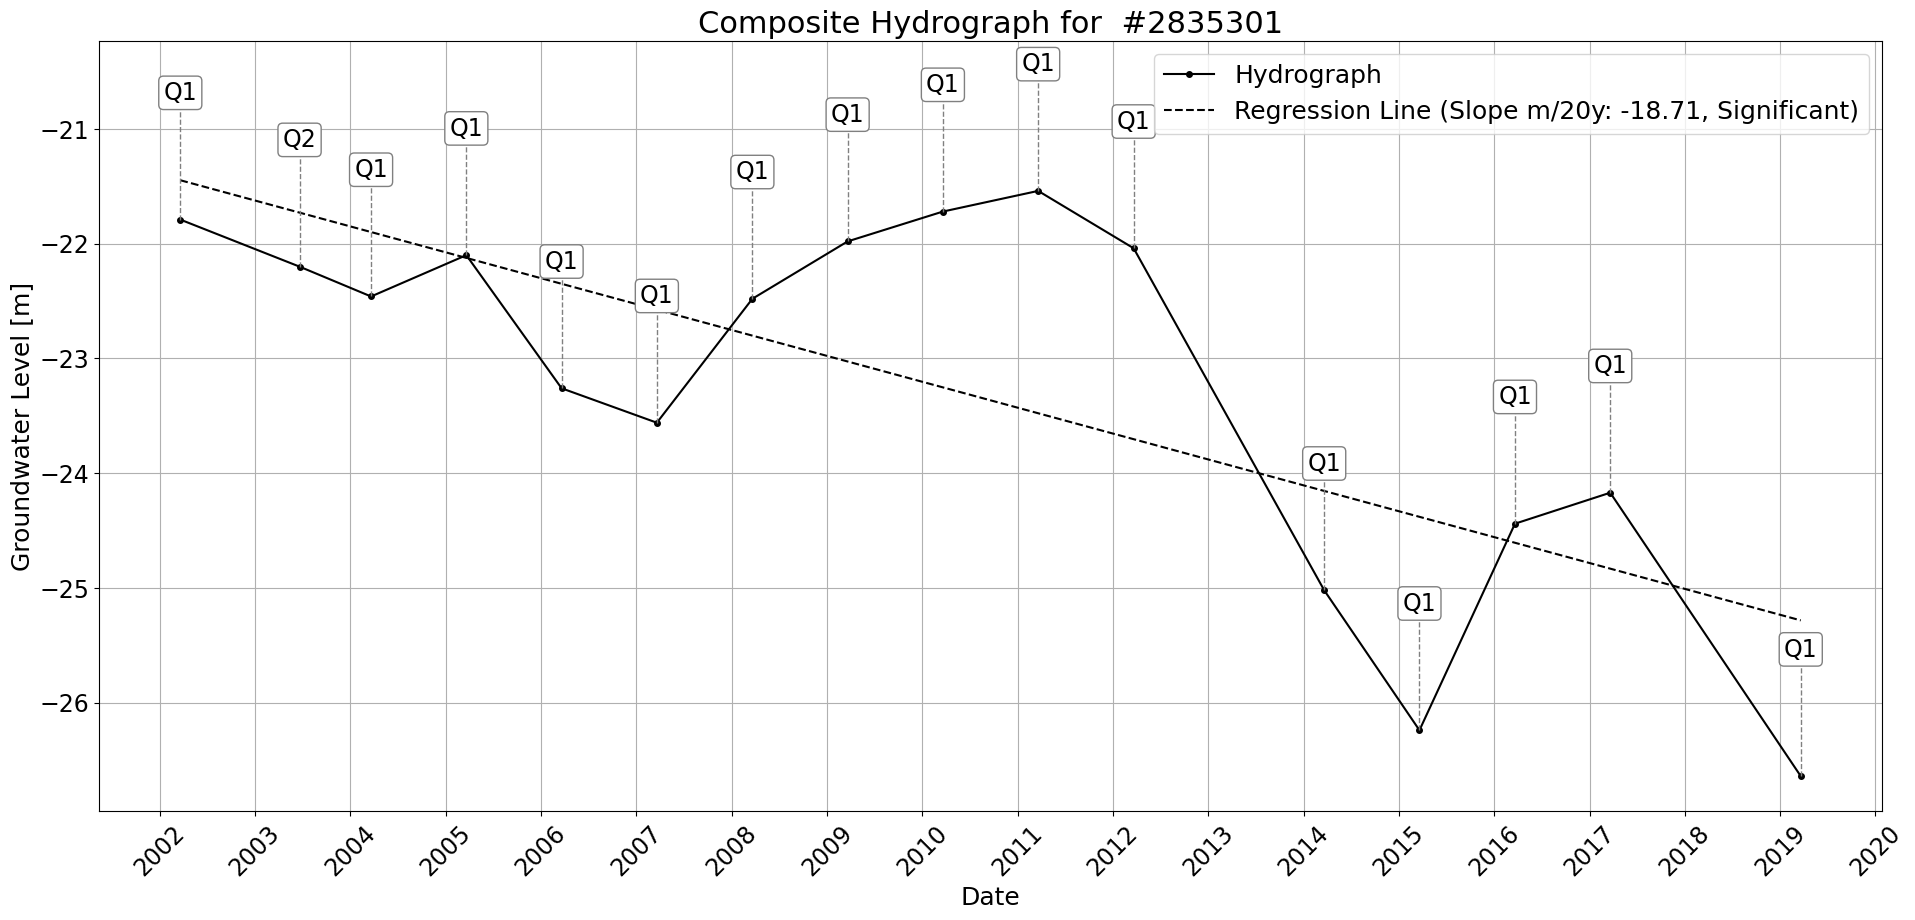 Composite Hydrograph for  #2835301
Hydrograph
Regression Line (Slope m/20y: -18.71, Significant)
Q1
Q2
Q1
Q1
Q1
Q1
Q1
Q1
Q1
Q1
Q1
Q1
Q1
Q1
Q1
Q1
Groundwater Level [m]
−21
−22
−23
−24
−25
−26
2002
2003
2004
2005
2006
2007
2008
2009
2010
2011
2012
2013
2014
2015
2016
2017
2018
2019
2020
Date